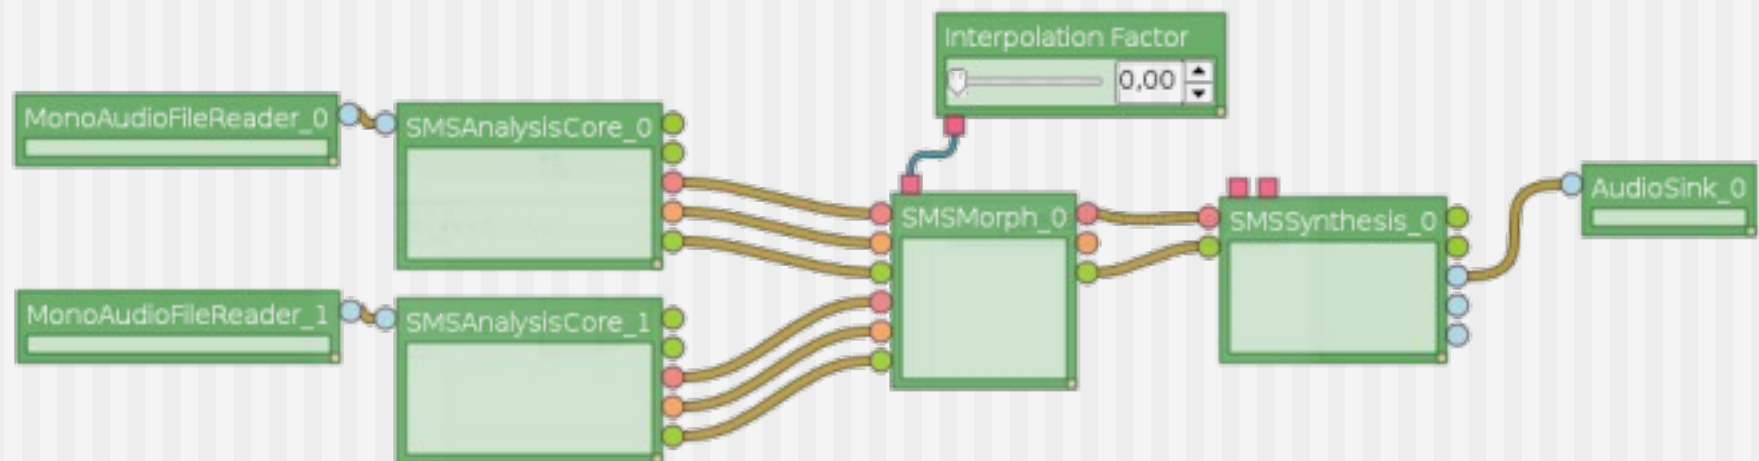 Interpolation Factor
0,00
MonoAudioFileReader_0
SMSAnalysisCore_0
SMSMorph_0
SMSSynthesis_0
AudioSink_0
MonoAudioFileReader_1
SMSAnalysisCore_1